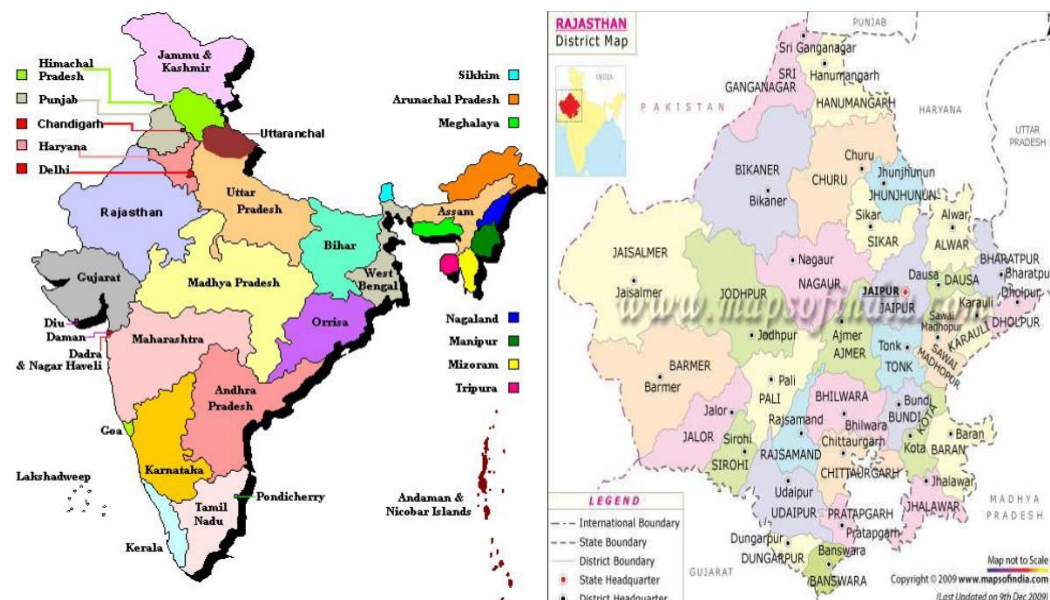 Jammu &
Kashmir
Himachal
Pradesh
Punjab
Chandigarh
Haryana
Delhi
Uttaranchal
Sikkim
Arunachal Pradesh
Meghalaya
Rajasthan
Uttar
Pradesh
Assam
Bihar
Gujarat
Madhya Pradesh
West
Bengal
Orrisa
Diu
Daman
Dadra
& Nagar Haveli
Maharashtra
Nagaland
Manipur
Mizoram
Tripura
Andhra
Pradesh
Goa
Karnataka
Lakshadweep
Pondicherry
Tamil
Nadu
Kerala
Andaman &
Nicobar Islands
RAJASTHAN
District Map
INDIA
PUNJAB
Sri Ganganagar
SRI
GANGANAGAR
Hanumangarh
HANUMANGARH
PAKISTAN
HARYANA
UTTAR
PRADESH
BIKANER
Bikaner
Churu
CHURU
Jhunjhunun
JHUNJHUNUN
Sikar
SIKAR
Alwar
ALWAR
JAISALMER
Jaisalmer
Nagaur
NAGAUR
JODHPUR
Jodhpur
JAIPUR
JAIPUR
Dausa
DAUSA
BHARATPUR
Bharatpur
Dholpur
DHOLPUR
Karauli
KARAULI
Sawai
Madhopur
SAWAI
MADHOPUR
www.mapsofindia.com
Ajmer
AJMER
Tonk
TONK
BARMER
Barmer
Pali
PALI
Jalor
JALOR
Sirohi
SIROHI
Rajsamand
RAJSAMAND
BHILWARA
Bhilwara
Bundi
BUNDI
KOTA
Kota
Baran
BARAN
Chittaurgarh
CHITTAURGARH
Jhalawar
JHALAWAR
Udaipur
UDAIPUR
PRATAPGARH
Pratapgarh
Dungarpur
DUNGARPUR
Banswara
BANSWARA
GUJARAT
MADHYA
PRADESH
LEGEND
International Boundary
State Boundary
District Boundary
State Headquarter
District Headquarter
Map not to Scale
Copyright © 2009 www.mapsofindia.com
(Last Updated on 9th Dec 2009)